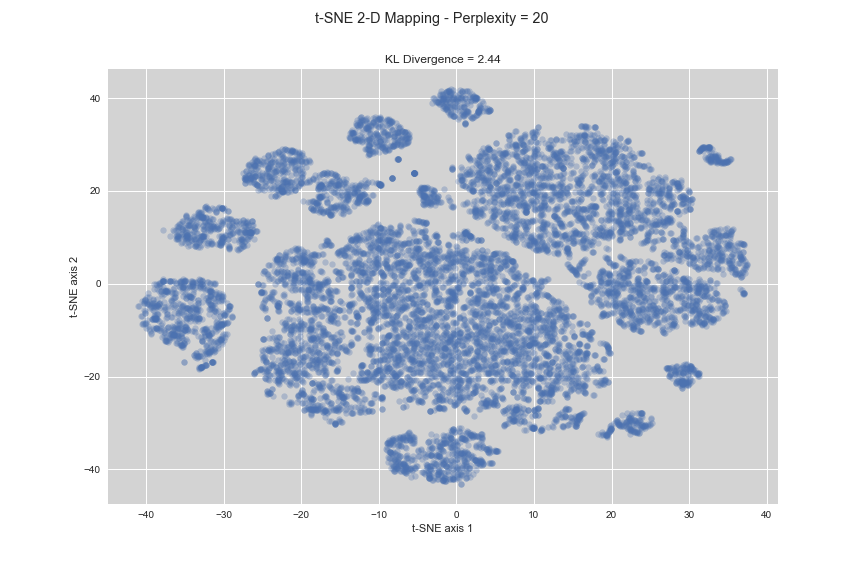 t-SNE 2-D Mapping - Perplexity = 20
KL Divergence = 2.44
40
20
0
−20
−40
t-SNE axis 2
−40 −30 −20 −10 0 10 20 30 40
t-SNE axis 1